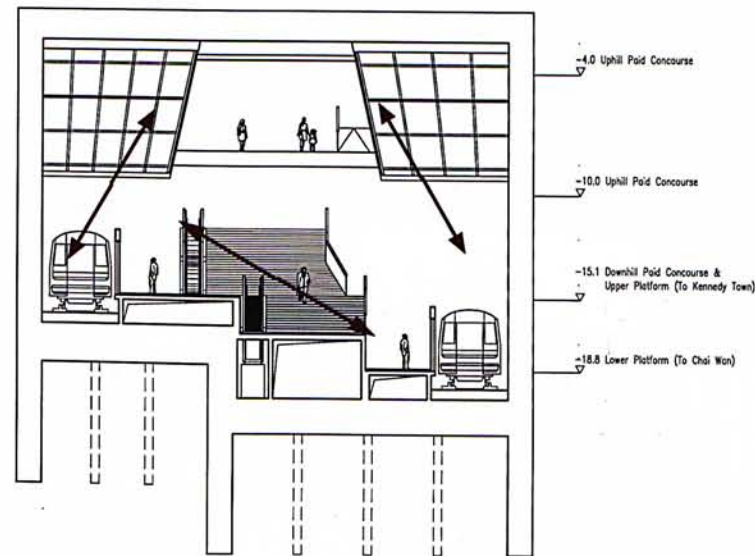 -4.0 Uphill Paid Concourse
-10.0 Uphill Paid Concourse
-15.1 Downhill Paid Concourse &
Upper Platform (To Kennedy Town)
-18.8 Lower Platform (To Chai Wan)